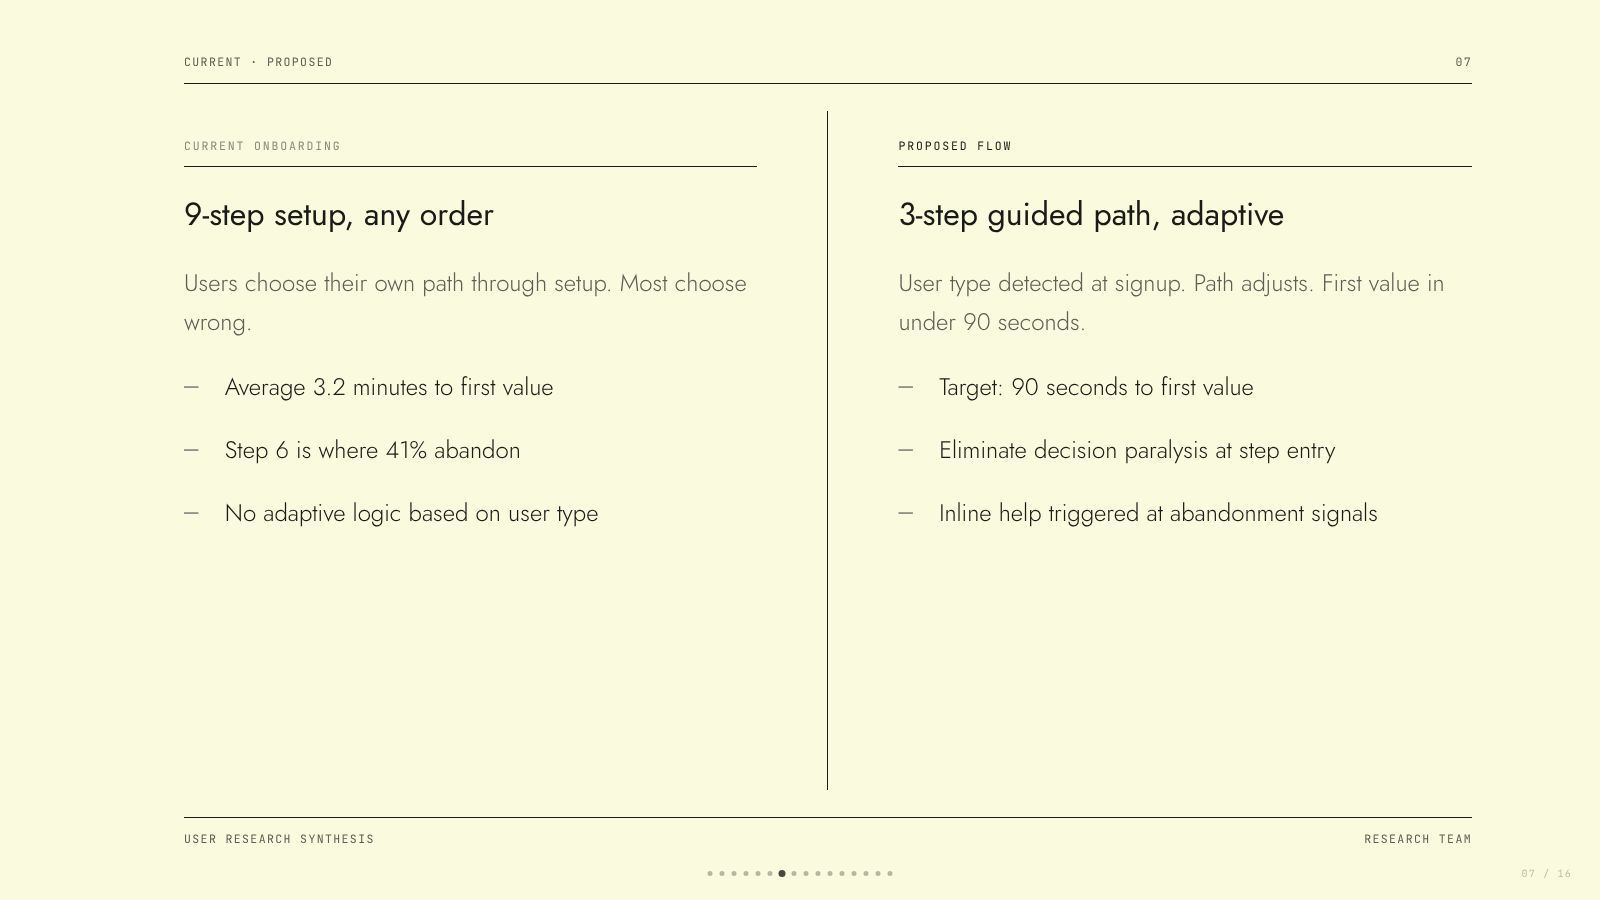 CURRENT · PROPOSED
07
CURRENT ONBOARDING
9-step setup, any order
Users choose their own path through setup. Most choose
wrong.
— Average 3.2 minutes to first value
— Step 6 is where 41% abandon
— No adaptive logic based on user type
PROPOSED FLOW
3-step guided path, adaptive
User type detected at signup. Path adjusts. First value in
under 90 seconds.
— Target: 90 seconds to first value
— Eliminate decision paralysis at step entry
— Inline help triggered at abandonment signals
USER RESEARCH SYNTHESIS
RESEARCH TEAM
07 / 16